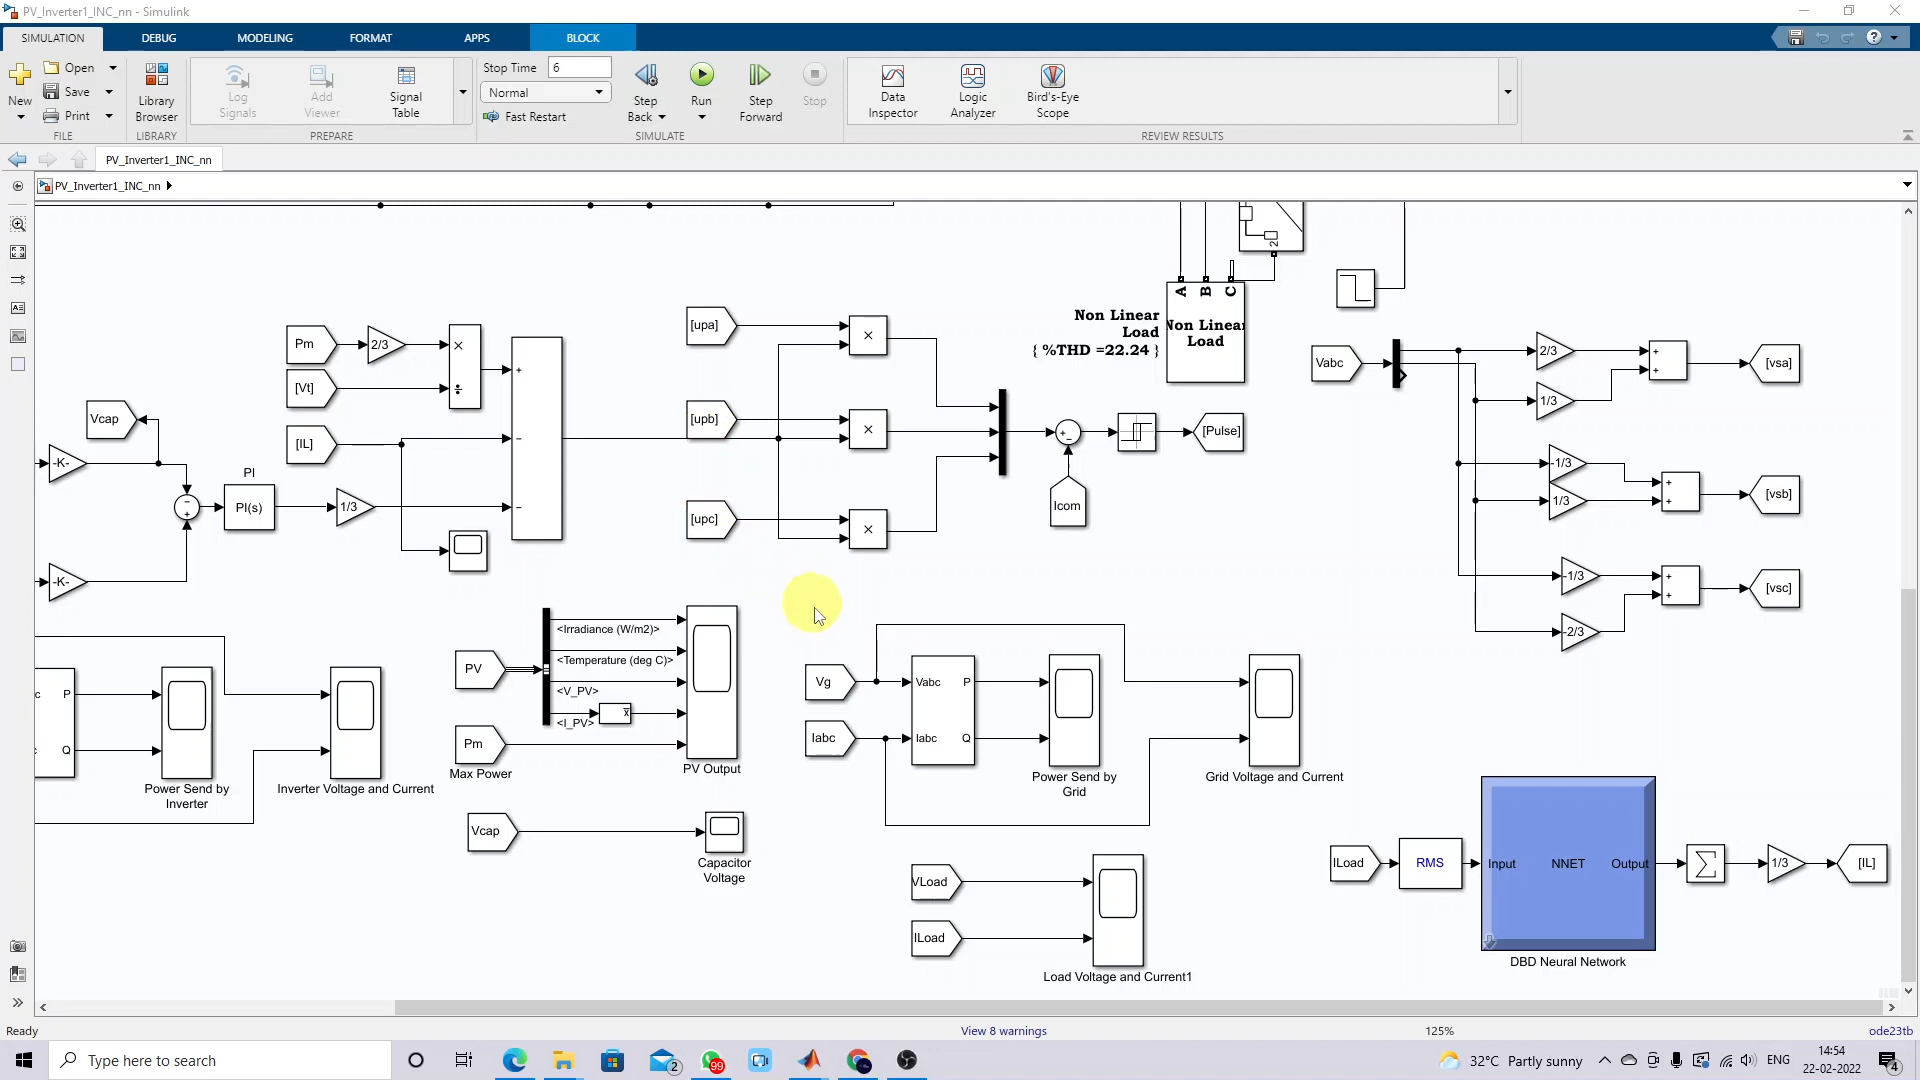 PV_Inverter1_INC_nn - Simulink
SIMULATION
DEBUG
MODELING
FORMAT
APPS
BLOCK
New
Open
Save
Print
FILE
Library
Browser
LIBRARY
Log
Signals
Add
Viewer
Signal
Table
PREPARE
Stop Time 6
Normal
Fast Restart
Step
Back
Run
Step
Forward
Stop
SIMULATE
Data
Inspector
Logic
Analyzer
Bird's-Eye
Scope
REVIEW RESULTS
PV_Inverter1_INC_nn
PV_Inverter1_INC_nn
2
A B C
Non Linear
Load
{ %THD =22.24 }
Non Linear
Load
Pm
2/3
×
÷
[Vt]
[IL]
Vcap
-K-
-K-
PI
PI(s)
1/3
+
−
−
[upa]
×
[upb]
×
[upc]
×
Icom
[Pulse]
Vabc
2/3
1/3
[vsa]
-1/3
1/3
[vsb]
-1/3
-2/3
[vsc]
P
Q
Power Send by
Inverter
Inverter Voltage and Current
PV
<Irradiance (W/m2)>
<Temperature (deg C)>
<V_PV>
<I_PV>
Pm
Max Power
PV Output
Vcap
Capacitor
Voltage
Vg
Iabc
Vabc P
Iabc Q
Power Send by
Grid
Grid Voltage and Current
VLoad
ILoad
Load Voltage and Current1
ILoad
RMS
Input NNET Output
Σ
1/3
[IL]
DBD Neural Network
Ready
View 8 warnings
125%
ode23tb
Type here to search
2
99
32°C Partly sunny
ENG
14:54
22-02-2022
4